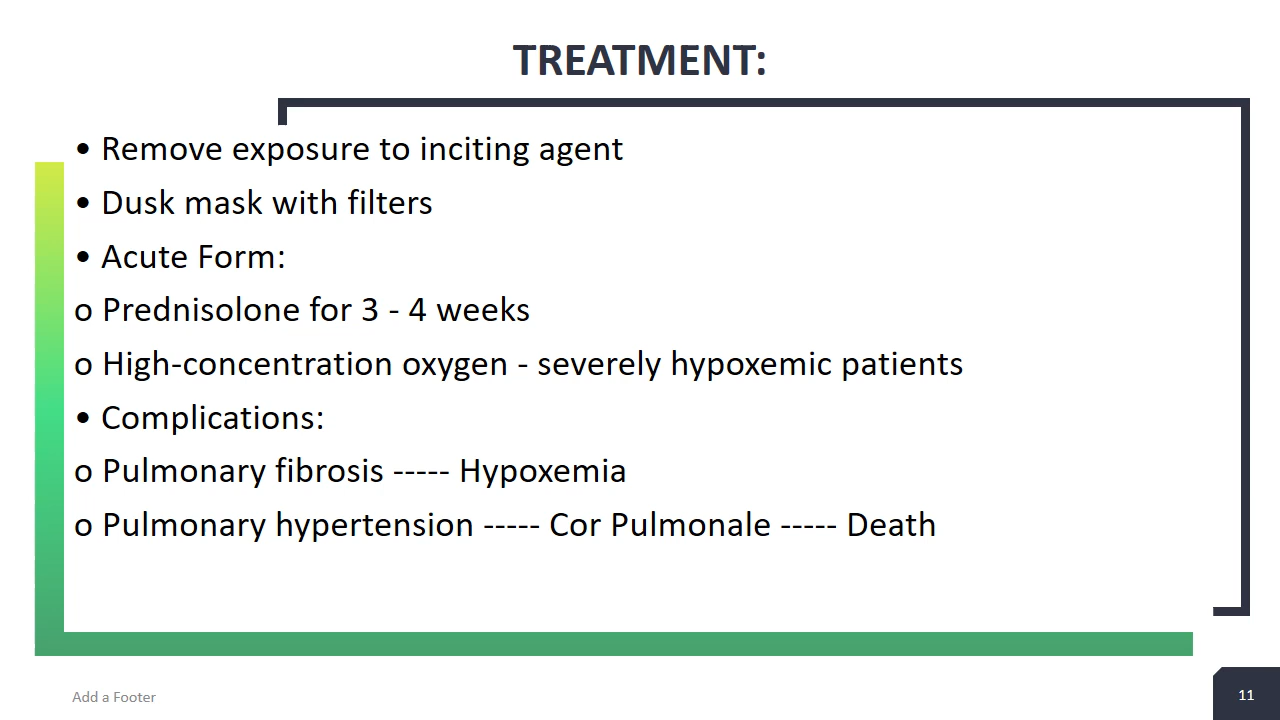 TREATMENT:
• Remove exposure to inciting agent
• Dusk mask with filters
• Acute Form:
o Prednisolone for 3 - 4 weeks
o High-concentration oxygen - severely hypoxemic patients
• Complications:
o Pulmonary fibrosis ----- Hypoxemia
o Pulmonary hypertension ----- Cor Pulmonale ----- Death
Add a Footer
11